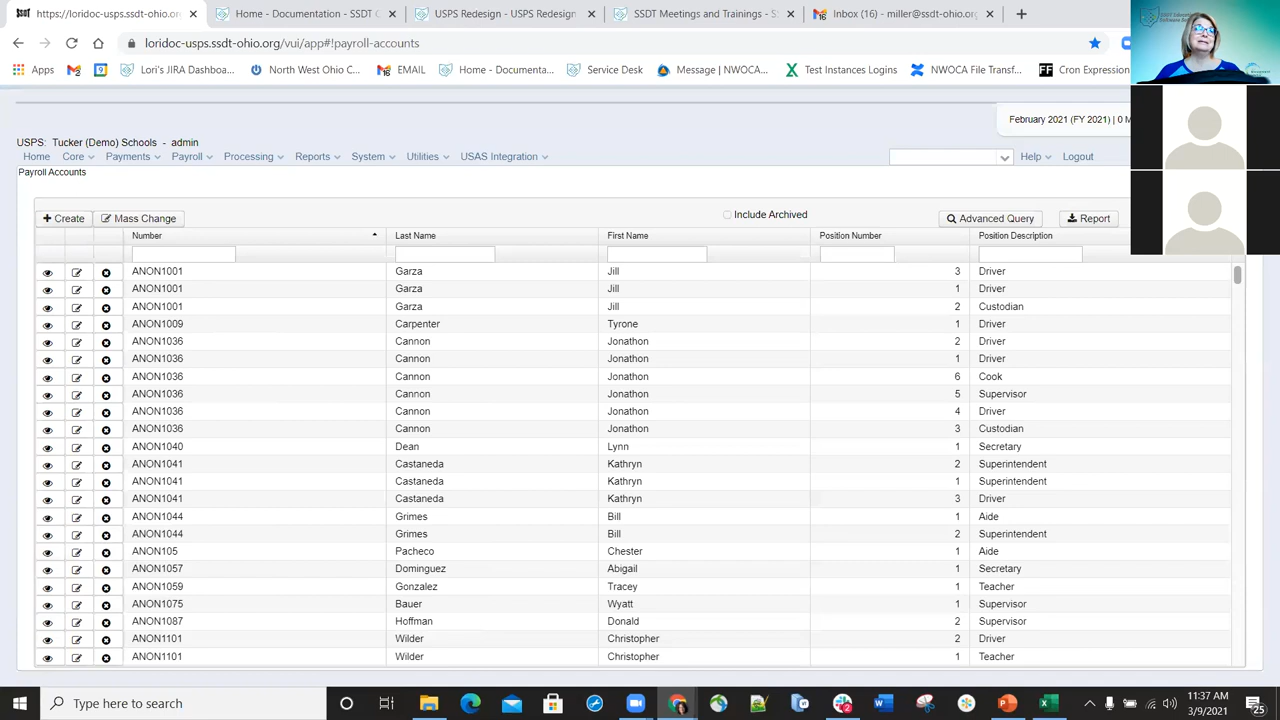 https://loridoc-usps.ssdt-ohio.org × Home - Documentation - SSDT C × USPS Redesign - USPS Redesign × SSDT Meetings and Trainings - S × Inbox (16) - miller@ssdt-ohio.org × +
loridoc-usps.ssdt-ohio.org/vui/app#!payroll-accounts
Apps Lori's JIRA Dashboa... North West Ohio C... EMAIL Home - Documenta... Service Desk Message | NWOCA... Test Instances Logins NWOCA File Transf... Cron Expression
February 2021 (FY 2021) | 0 M
USPS: Tucker (Demo) Schools - admin
Home Core Payments Payroll Processing Reports System Utilities USAS Integration Help Logout
Payroll Accounts
Create Mass Change Include Archived Advanced Query Report
Number Last Name First Name Position Number Position Description
ANON1001 Garza Jill 3 Driver
ANON1001 Garza Jill 1 Driver
ANON1001 Garza Jill 2 Custodian
ANON1009 Carpenter Tyrone 1 Driver
ANON1036 Cannon Jonathon 2 Driver
ANON1036 Cannon Jonathon 1 Driver
ANON1036 Cannon Jonathon 6 Cook
ANON1036 Cannon Jonathon 5 Supervisor
ANON1036 Cannon Jonathon 4 Driver
ANON1036 Cannon Jonathon 3 Custodian
ANON1040 Dean Lynn 1 Secretary
ANON1041 Castaneda Kathryn 2 Superintendent
ANON1041 Castaneda Kathryn 1 Superintendent
ANON1041 Castaneda Kathryn 3 Driver
ANON1044 Grimes Bill 1 Aide
ANON1044 Grimes Bill 2 Superintendent
ANON105 Pacheco Chester 1 Aide
ANON1057 Dominguez Abigail 1 Secretary
ANON1059 Gonzalez Tracey 1 Teacher
ANON1075 Bauer Wyatt 1 Supervisor
ANON1087 Hoffman Donald 2 Supervisor
ANON1101 Wilder Christopher 2 Driver
ANON1101 Wilder Christopher 1 Teacher
Type here to search
11:37 AM
3/9/2021
25